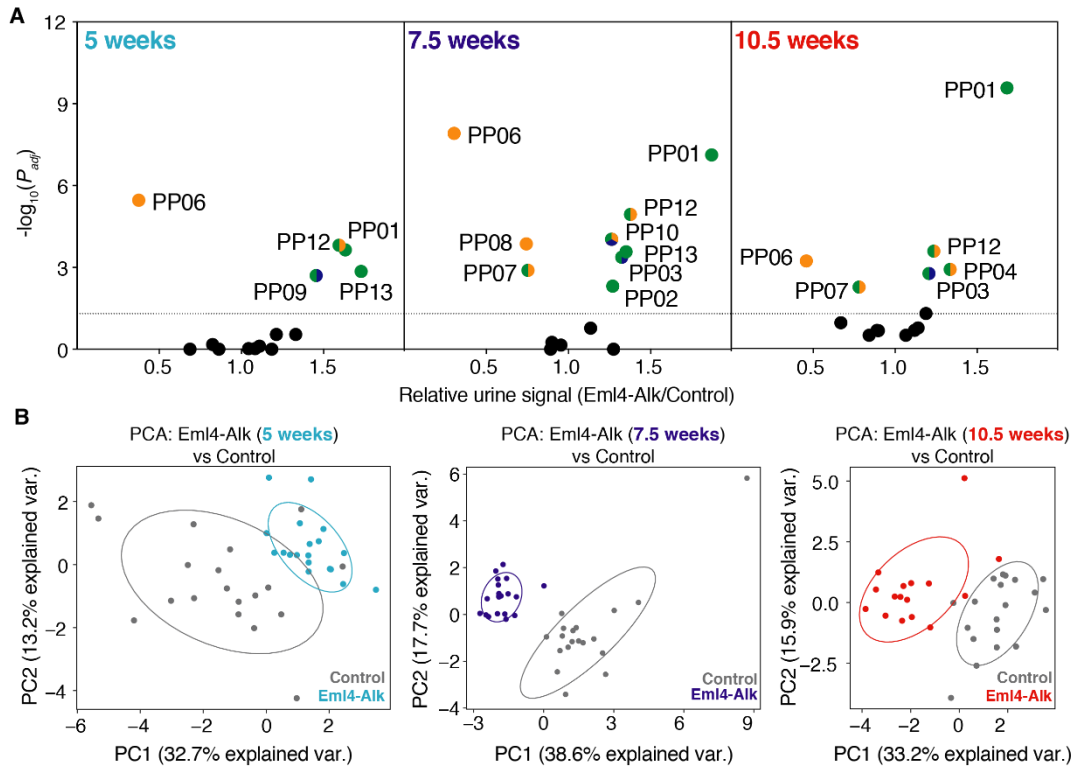 A
5 weeks
7.5 weeks
10.5 weeks
12
9
6
3
0
-log10(Padj)
PP06
PP12
PP01
PP09
PP13
PP06
PP01
PP12
PP10
PP08
PP13
PP07
PP03
PP02
PP01
PP12
PP06
PP04
PP07
PP03
0.5 1.0 1.5
0.5 1.0 1.5
0.5 1.0 1.5
Relative urine signal (Eml4-Alk/Control)
B
PCA: Eml4-Alk (5 weeks)
vs Control
2
0
−2
−4
PC2 (13.2% explained var.)
Control
Eml4-Alk
−6 −4 −2 0 2
PC1 (32.7% explained var.)
PCA: Eml4-Alk (7.5 weeks)
vs Control
6
4
2
0
−2
−4
PC2 (17.7% explained var.)
Control
Eml4-Alk
−3 0 3 6 9
PC1 (38.6% explained var.)
PCA: Eml4-Alk (10.5 weeks)
vs Control
5.0
2.5
0.0
−2.5
PC2 (15.9% explained var.)
Control
Eml4-Alk
−4 −2 0 2
PC1 (33.2% explained var.)